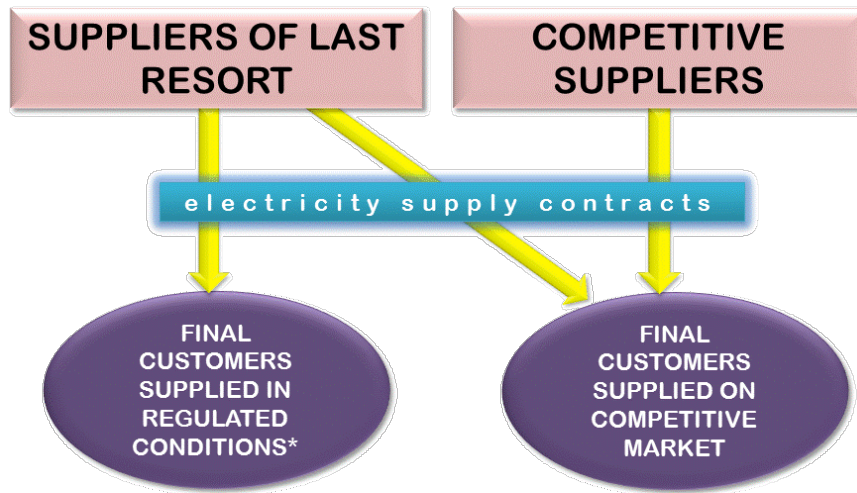 SUPPLIERS OF LAST
RESORT
COMPETITIVE
SUPPLIERS
electricity supply contracts
FINAL
CUSTOMERS
SUPPLIED IN
REGULATED
CONDITIONS*
FINAL
CUSTOMERS
SUPPLIED ON
COMPETITIVE
MARKET